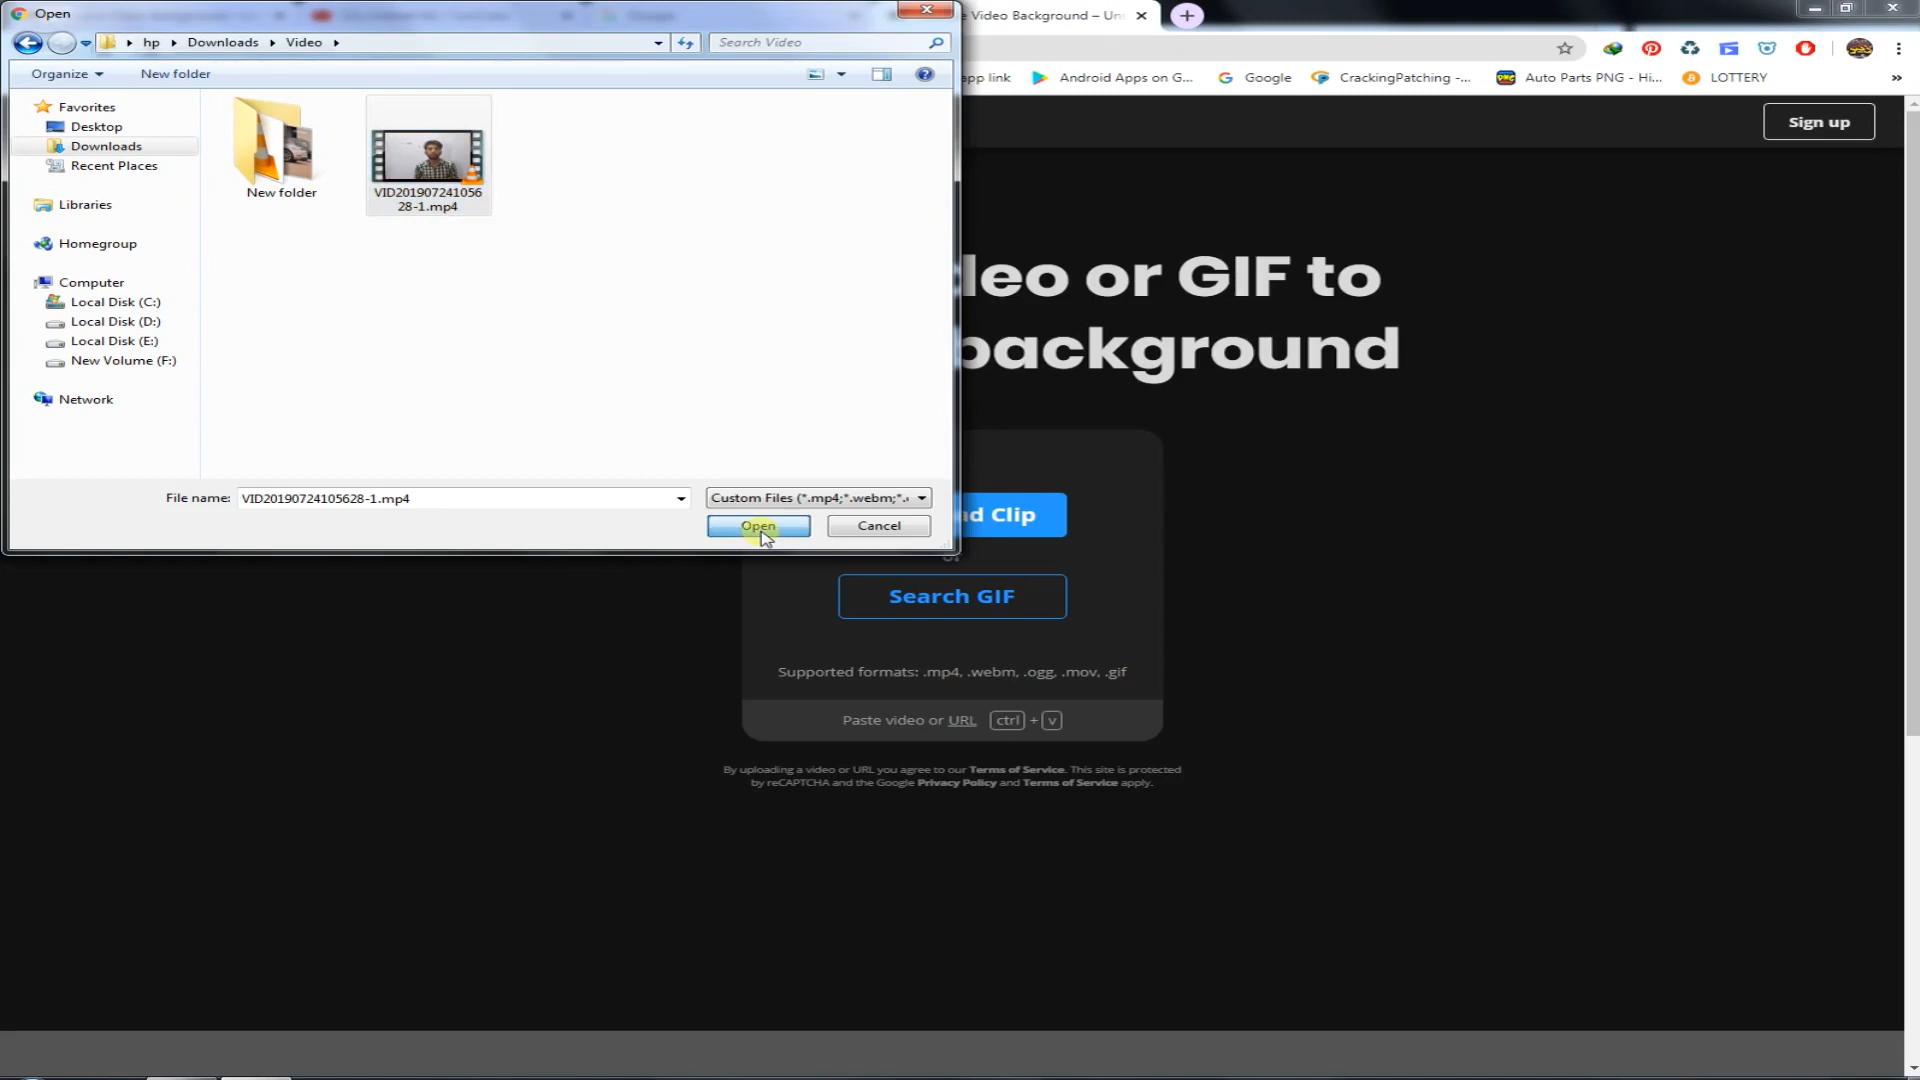 Open
hp Downloads Video
Search Video
Organize
New folder
Favorites
Desktop
Downloads
Recent Places
Libraries
Homegroup
Computer
Local Disk (C:)
Local Disk (D:)
Local Disk (E:)
New Volume (F:)
Network
New folder
VID201907241056
28-1.mp4
File name: VID20190724105628-1.mp4
Custom Files (*.mp4;*.webm;*.
Open
Cancel
Video Background –
app link
Android Apps on G...
Google
CrackingPatching -...
Auto Parts PNG - Hi...
LOTTERY
»
Sign up
deo or GIF to
background
ad Clip
or
Search GIF
Supported formats: .mp4, .webm, .ogg, .mov, .gif
Paste video or URL ctrl + v
By uploading a video or URL you agree to our Terms of Service. This site is protected
by reCAPTCHA and the Google Privacy Policy and Terms of Service apply.